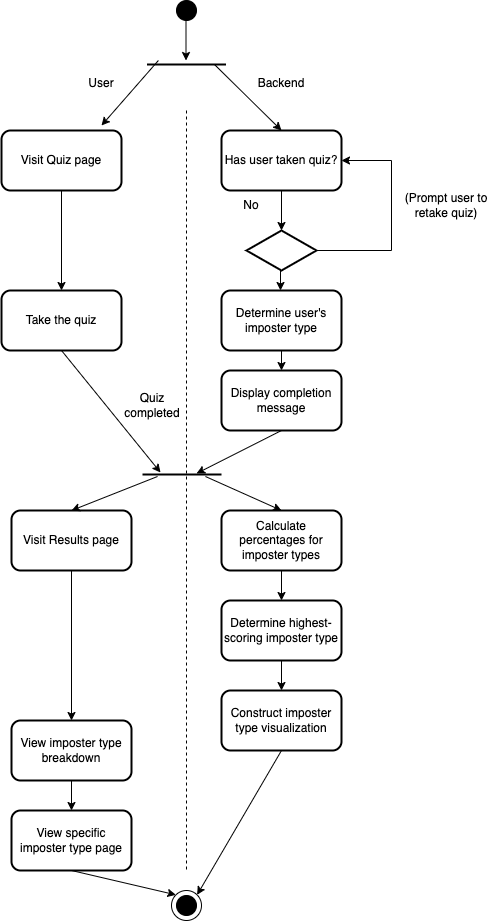 User
Backend
Visit Quiz page
Has user taken quiz?
(Prompt user to
retake quiz)
No
Take the quiz
Determine user's
imposter type
Display completion
message
Quiz
completed
Visit Results page
Calculate
percentages for
imposter types
Determine highest-
scoring imposter type
Construct imposter
type visualization
View imposter type
breakdown
View specific
imposter type page